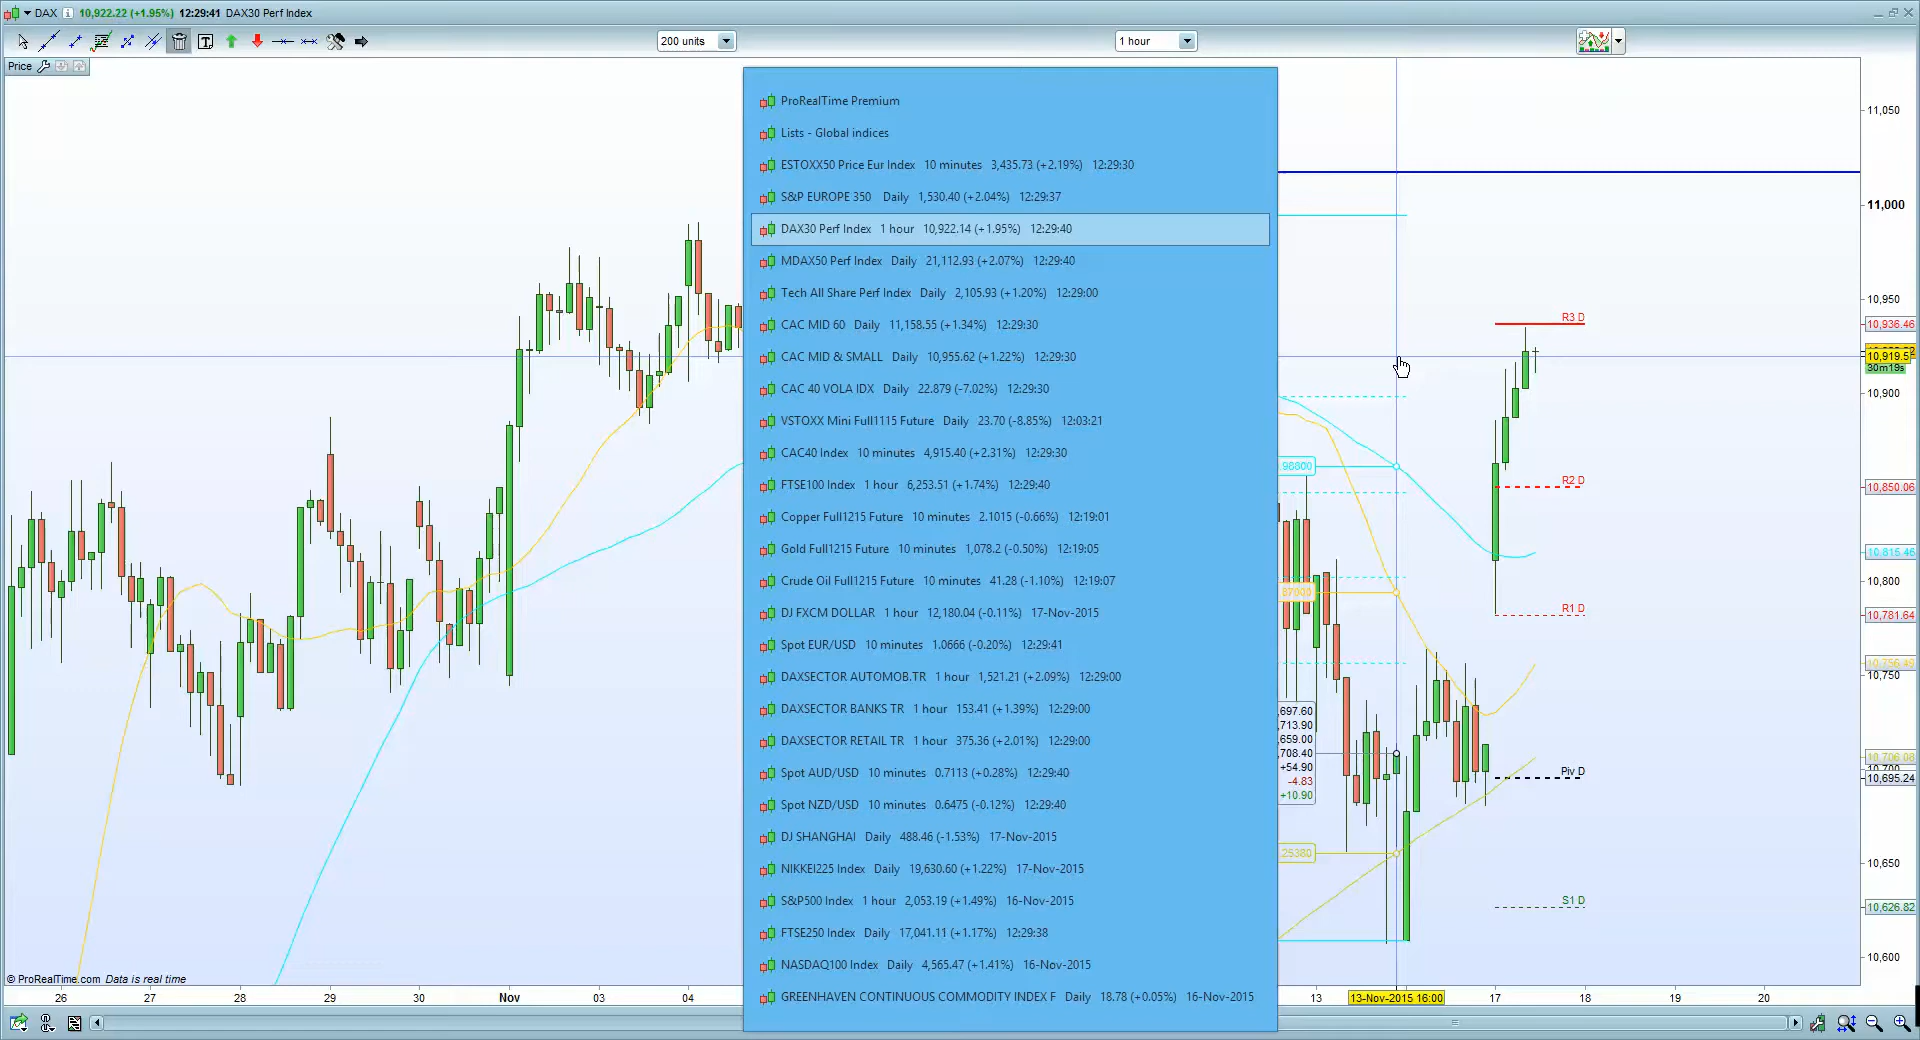 DAX 10,922.22 (+1.95%) 12:29:41 DAX30 Perf Index
200 units
1 hour
Price
ProRealTime Premium
Lists - Global indices
ESTOXX50 Price Eur Index 10 minutes 3,435.73 (+2.19%) 12:29:30
S&P EUROPE 350 Daily 1,530.40 (+2.04%) 12:29:37
DAX30 Perf Index 1 hour 10,922.14 (+1.95%) 12:29:40
MDAX50 Perf Index Daily 21,112.93 (+2.07%) 12:29:40
Tech All Share Perf Index Daily 2,105.93 (+1.20%) 12:29:00
CAC MID 60 Daily 11,158.55 (+1.34%) 12:29:30
CAC MID & SMALL Daily 10,955.62 (+1.22%) 12:29:30
CAC 40 VOLA IDX Daily 22.879 (-7.02%) 12:29:30
VSTOXX Mini Full1115 Future Daily 23.70 (-8.85%) 12:03:21
CAC40 Index 10 minutes 4,915.40 (+2.31%) 12:29:30
FTSE100 Index 1 hour 6,253.51 (+1.74%) 12:29:40
Copper Full1215 Future 10 minutes 2.1015 (-0.66%) 12:19:01
Gold Full1215 Future 10 minutes 1,078.2 (-0.50%) 12:19:05
Crude Oil Full1215 Future 10 minutes 41.28 (-1.10%) 12:19:07
DJ FXCM DOLLAR 1 hour 12,180.04 (-0.11%) 17-Nov-2015
Spot EUR/USD 10 minutes 1.0666 (-0.20%) 12:29:41
DAXSECTOR AUTOMOB.TR 1 hour 1,521.21 (+2.09%) 12:29:00
DAXSECTOR BANKS TR 1 hour 153.41 (+1.39%) 12:29:00
DAXSECTOR RETAIL TR 1 hour 375.36 (+2.01%) 12:29:00
Spot AUD/USD 10 minutes 0.7113 (+0.28%) 12:29:40
Spot NZD/USD 10 minutes 0.6475 (-0.12%) 12:29:40
DJ SHANGHAI Daily 488.46 (-1.53%) 17-Nov-2015
NIKKEI225 Index Daily 19,630.60 (+1.22%) 17-Nov-2015
S&P500 Index 1 hour 2,053.19 (+1.49%) 16-Nov-2015
FTSE250 Index Daily 17,041.11 (+1.17%) 12:29:38
NASDAQ100 Index Daily 4,565.47 (+1.41%) 16-Nov-2015
GREENHAVEN CONTINUOUS COMMODITY INDEX F Daily 18.78 (+0.05%) 16-Nov-2015
.98800
.87000
697.60
713.90
659.00
708.40
+54.90
-4.83
+10.90
.25380
R3 D
R2 D
R1 D
Piv D
S1 D
11,050
11,000
10,950
10,936.46
10,919.5
30m19s
10,900
10,850.06
10,815.46
10,800
10,781.64
10,756.49
10,750
10,706.08
10,695.24
10,650
10,626.82
10,600
© ProRealTime.com Data is real time
26 27 28 29 30 Nov 03 04 13 13-Nov-2015 16:00 17 18 19 20